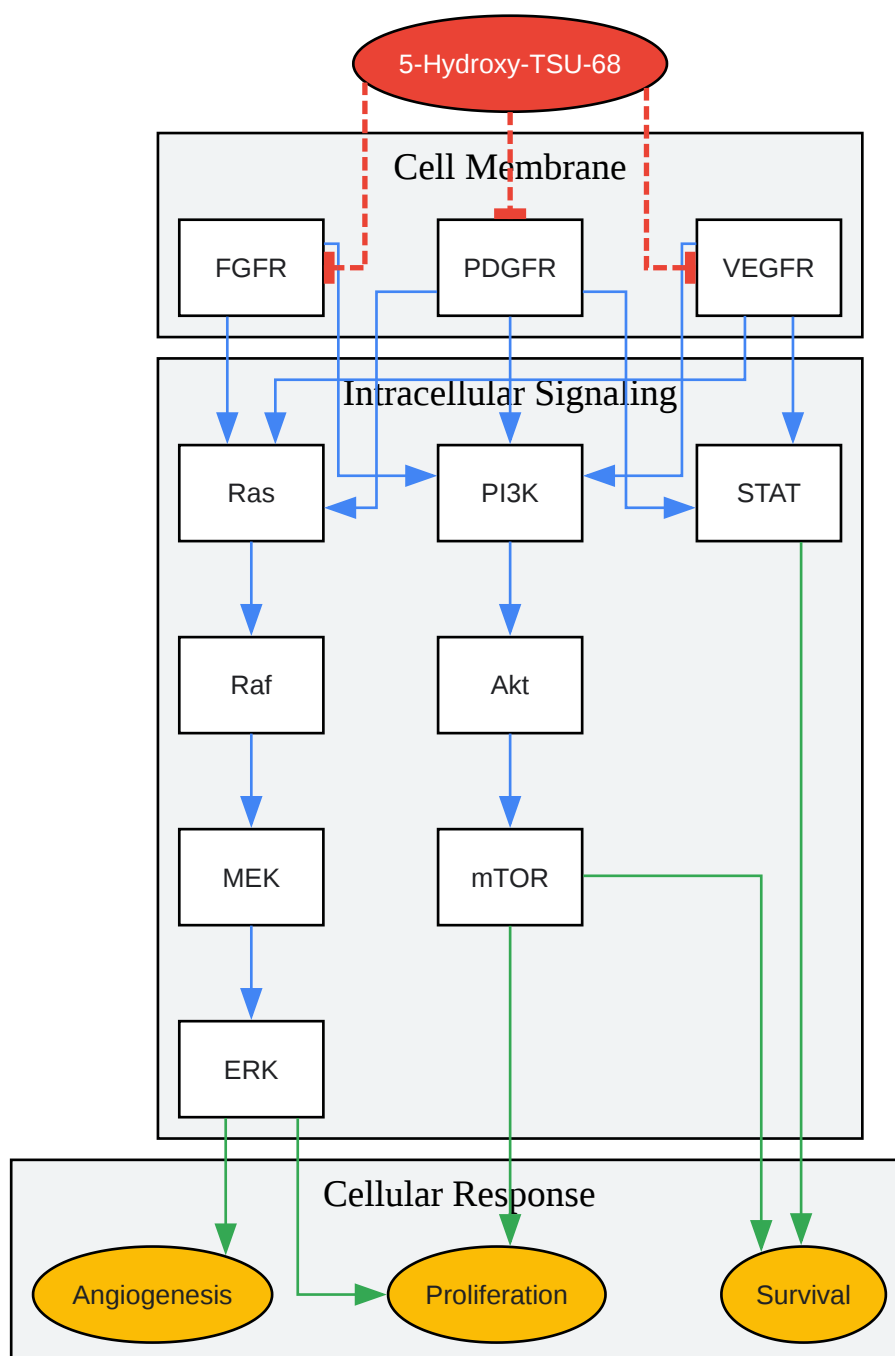 5-Hydroxy-TSU-68
Cell Membrane
FGFR
PDGFR
VEGFR
Intracellular Signaling
Ras
PI3K
STAT
Raf
Akt
MEK
mTOR
ERK
Cellular Response
Angiogenesis
Proliferation
Survival